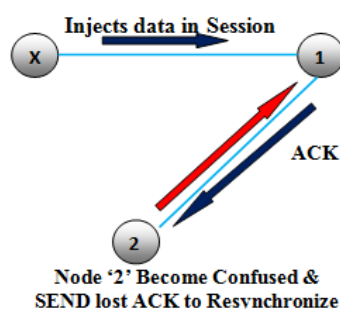 Injects data in Session
X
1
ACK
2
Node ‘2’ Become Confused &
SEND lost ACK to Resynchronize